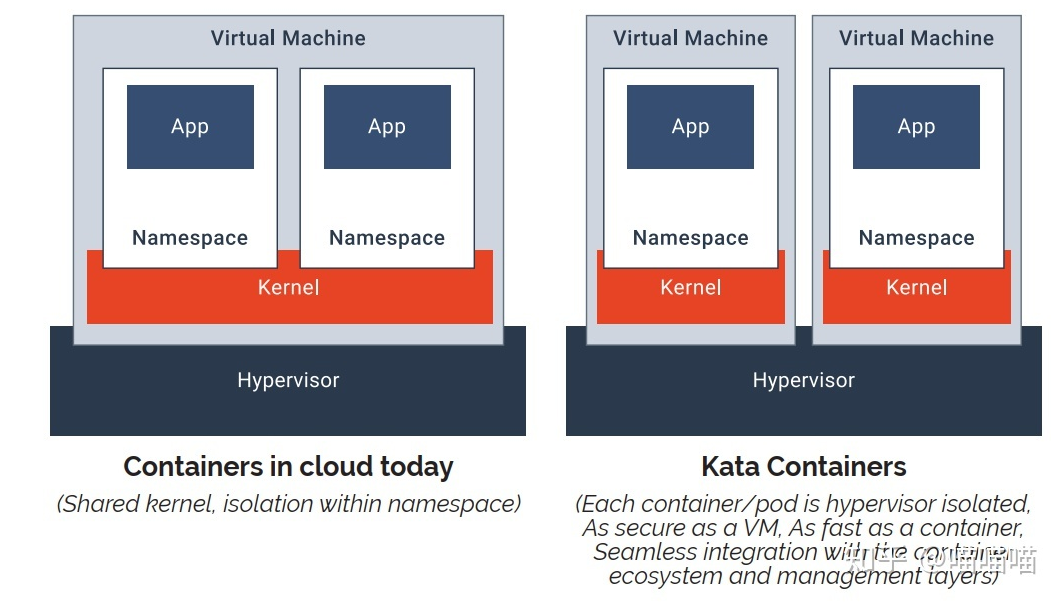 Virtual Machine
App
App
Namespace
Namespace
Kernel
Hypervisor
Containers in cloud today
(Shared kernel, isolation within namespace)
Virtual Machine
Virtual Machine
App
App
Namespace
Namespace
Kernel
Kernel
Hypervisor
Kata Containers
(Each container/pod is hypervisor isolated,
As secure as a VM, As fast as a container,
Seamless integration with the container
ecosystem and management layers)
知乎 @喵喵喵